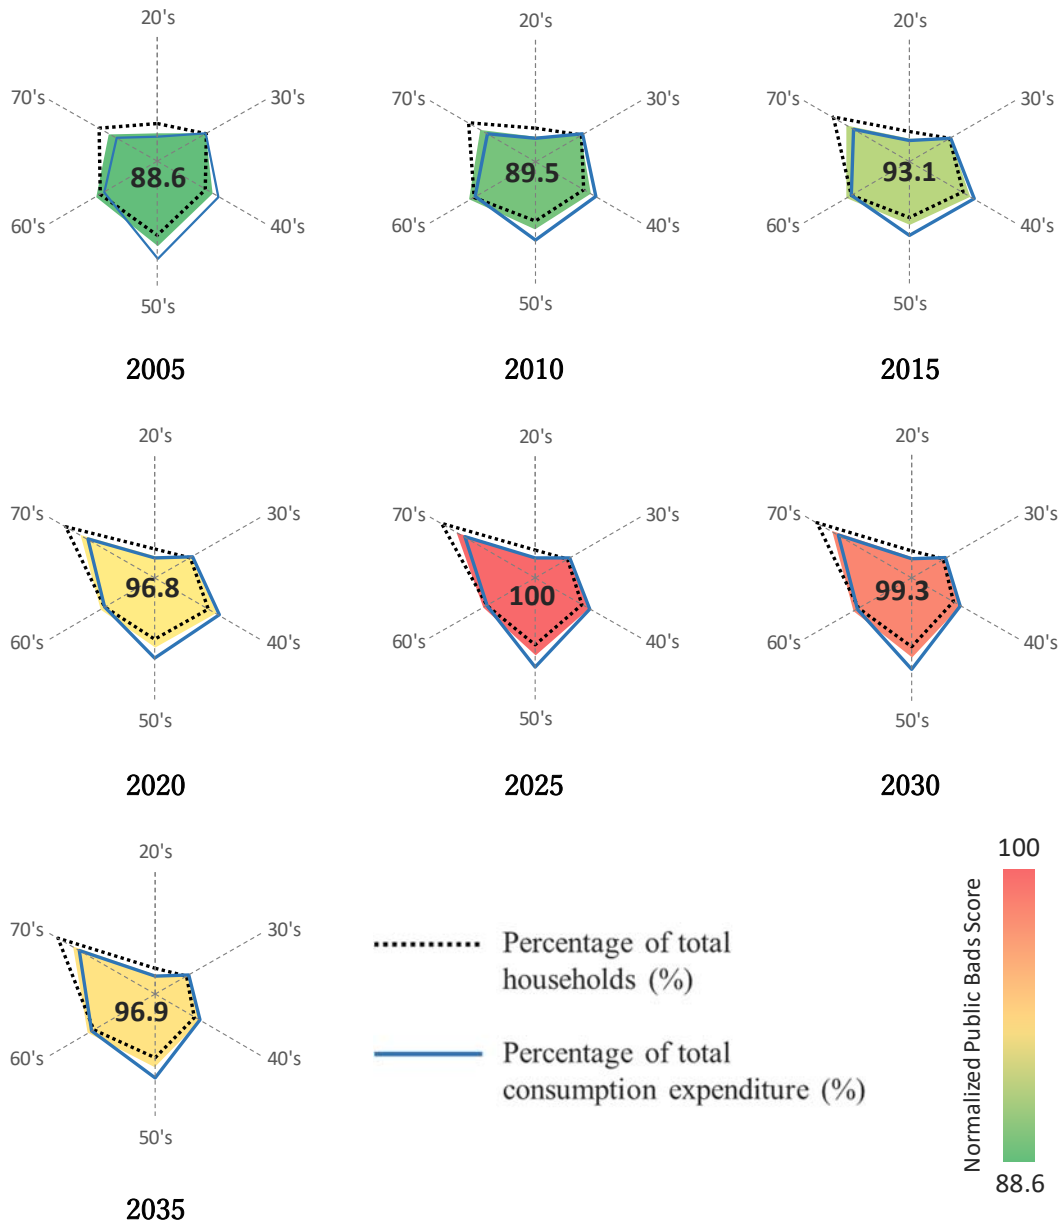 20's
70's
30's
88.6
60's
40's
50's
2005
20's
70's
30's
89.5
60's
40's
50's
2010
20's
70's
30's
93.1
60's
40's
50's
2015
20's
70's
30's
96.8
60's
40's
50's
2020
20's
70's
30's
100
60's
40's
50's
2025
20's
70's
30's
99.3
60's
40's
50's
2030
20's
70's
30's
96.9
60's
40's
50's
2035
Percentage of total
households (%)
Percentage of total
consumption expenditure (%)
100
Normalized Public Bads Score
88.6